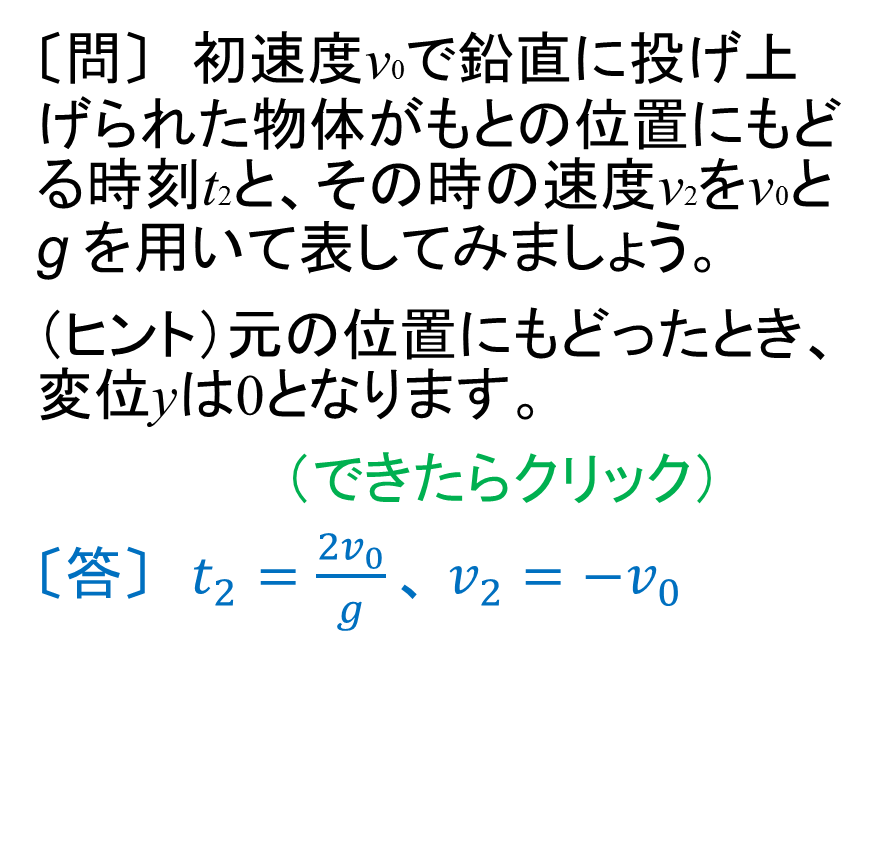 〔問〕　初速度v₀で鉛直に投げ上
げられた物体がもとの位置にもど
る時刻t₂と、その時の速度v₂をv₀と
g を用いて表してみましょう。
（ヒント）元の位置にもどったとき、
変位yは0となります。
（できたらクリック）
〔答〕　t₂ = 2v₀/g 、 v₂ = −v₀